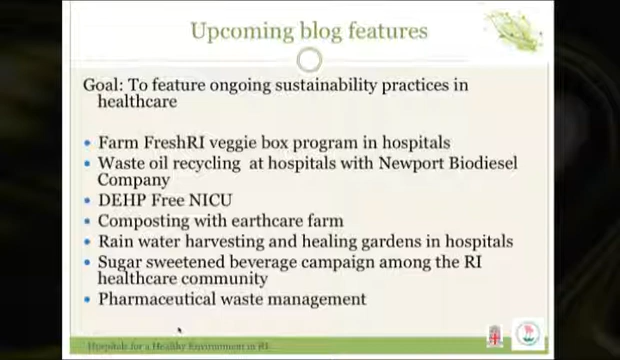 Upcoming blog features
Goal: To feature ongoing sustainability practices in
healthcare
• Farm FreshRI veggie box program in hospitals
• Waste oil recycling at hospitals with Newport Biodiesel
Company
• DEHP Free NICU
• Composting with earthcare farm
• Rain water harvesting and healing gardens in hospitals
• Sugar sweetened beverage campaign among the RI
healthcare community
• Pharmaceutical waste management
Hospitals for a Healthy Environment in RI